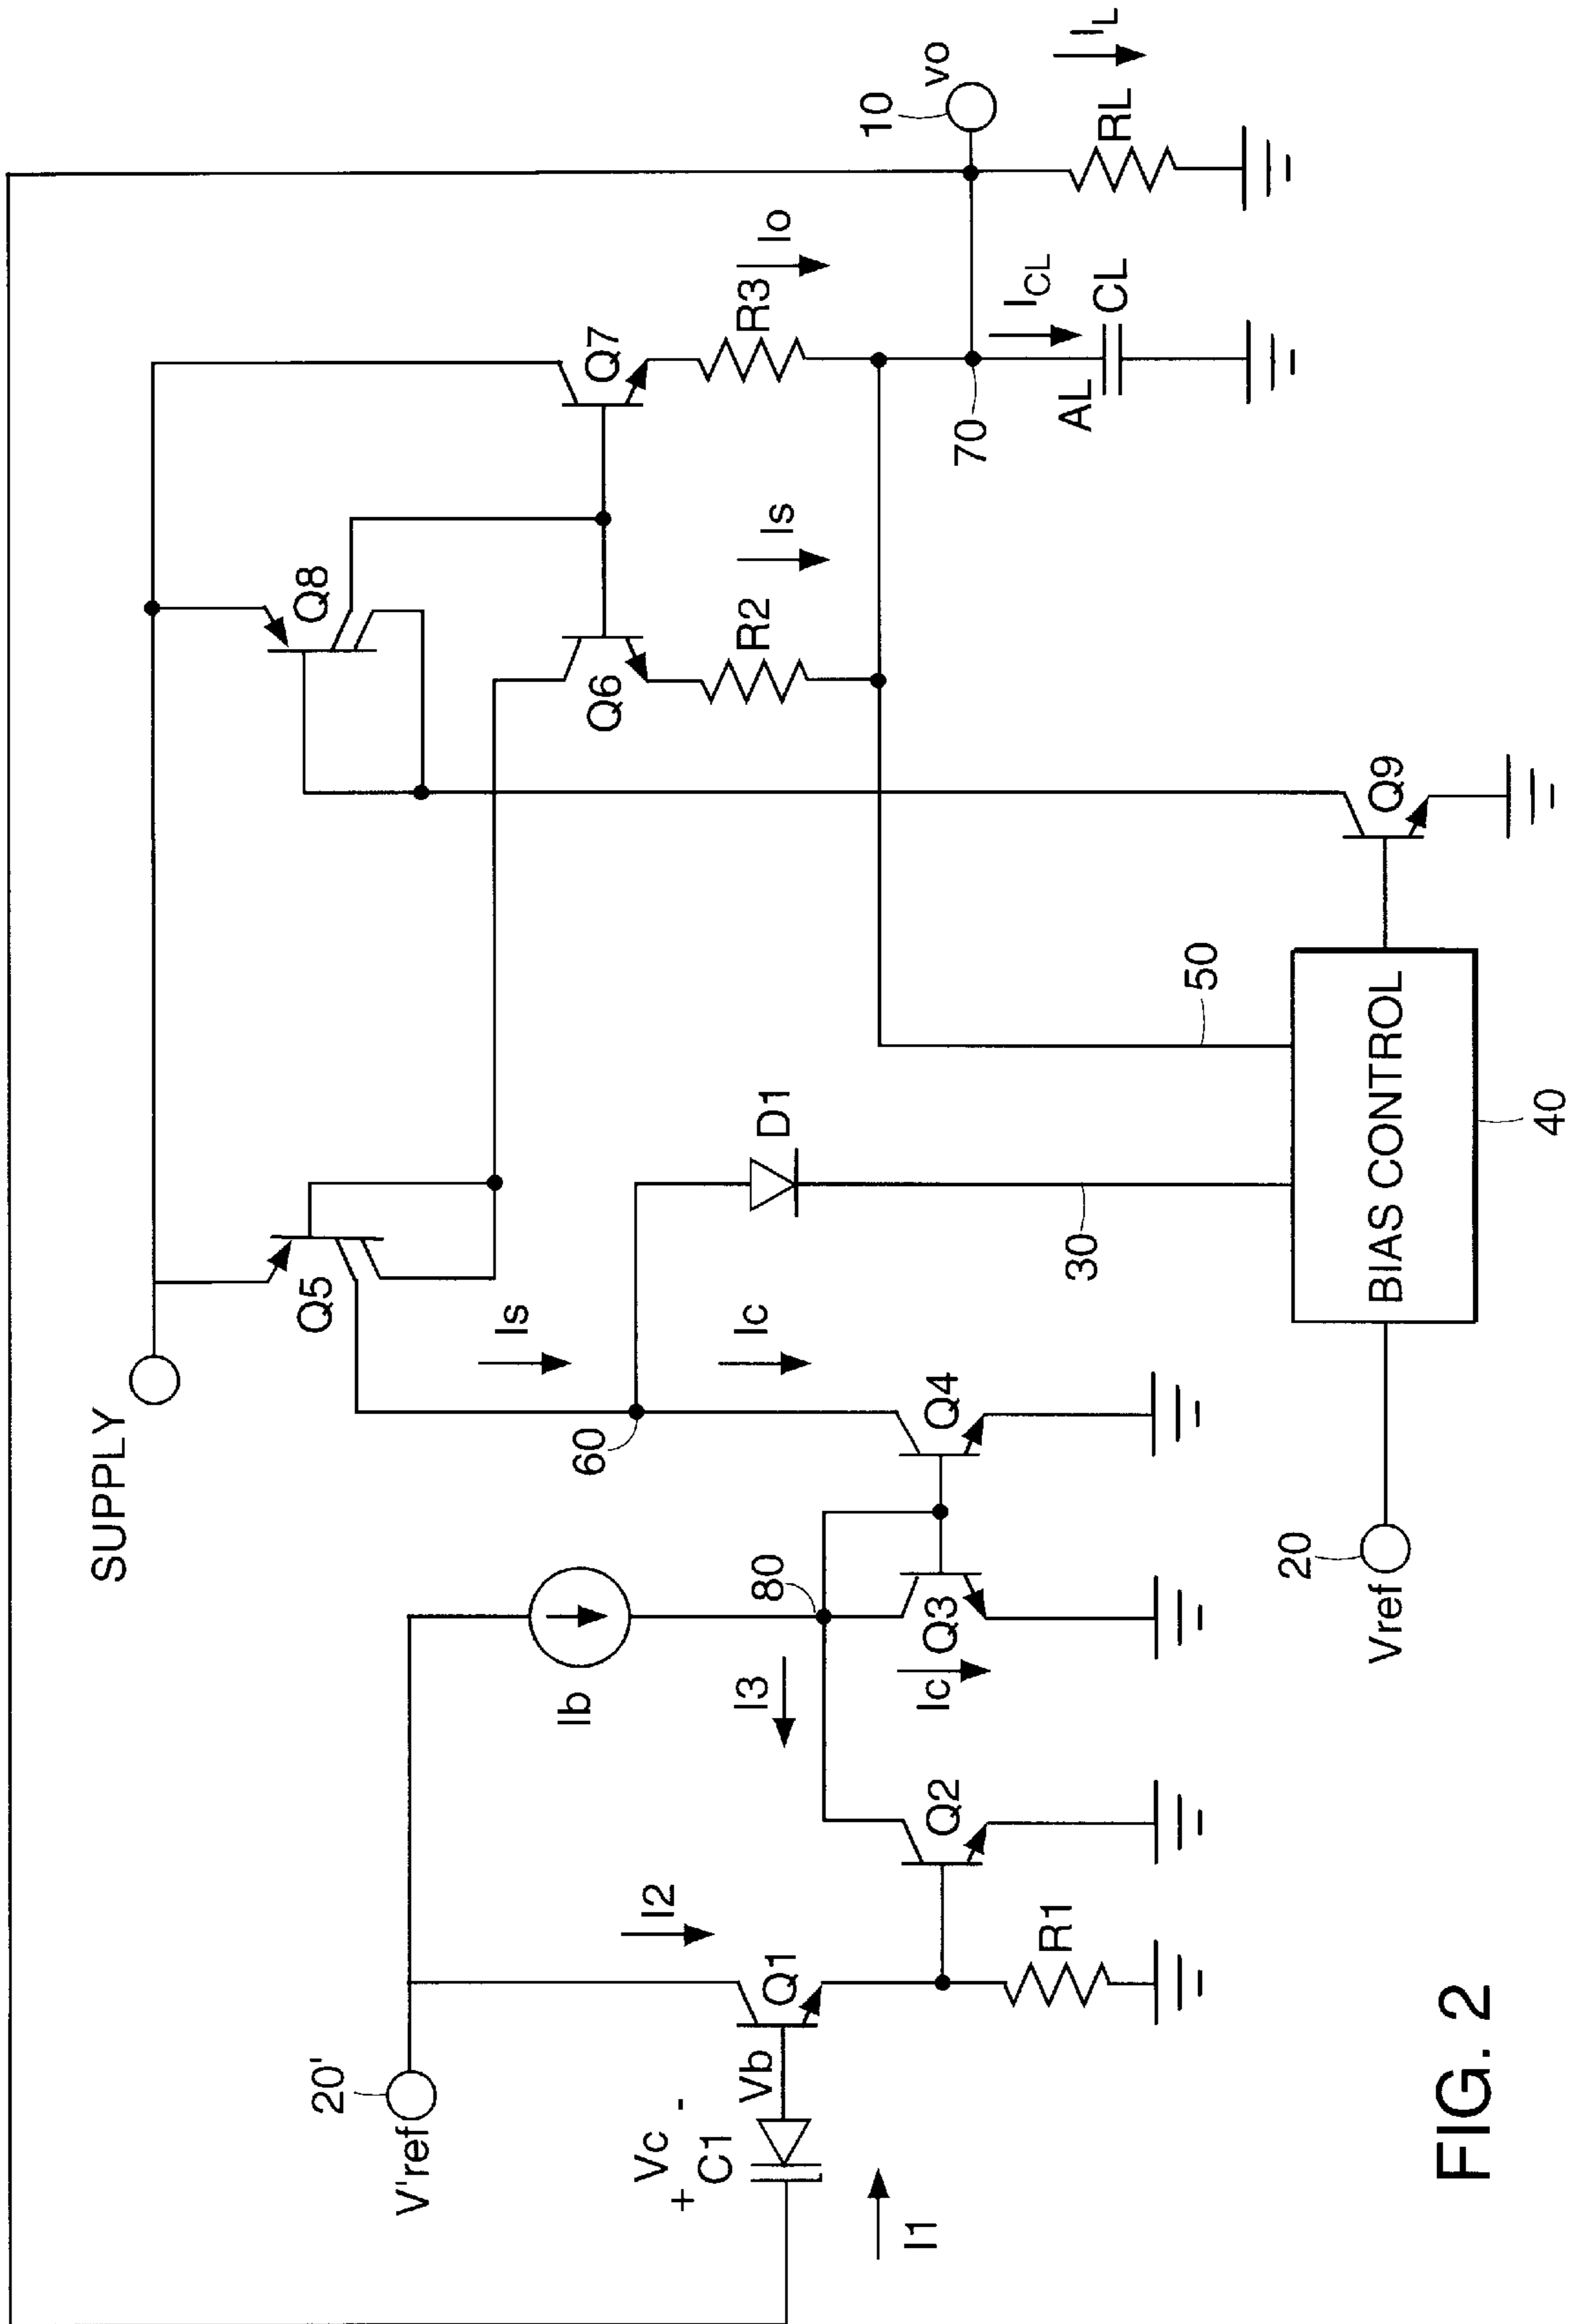 SUPPLY
Q5
Q8
V'ref
20'
Ib
Is
Q6
Q7
60
R2
Is
R3
Io
10
vo
Vc
+
-
C1
Vb
Q1
I2
I3
80
Ic
D1
I1
Q2
Q3
Ic
Q4
30
50
70
AL
CL
ICL
RL
IL
R1
20
Vref
BIAS CONTROL
40
Q9
FIG. 2